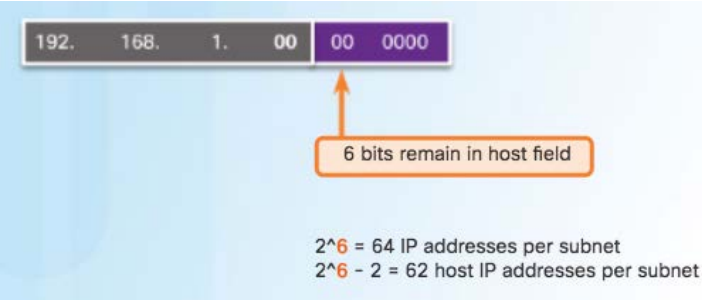 192. 168. 1. 00 00 0000
6 bits remain in host field
2^6 = 64 IP addresses per subnet
2^6 - 2 = 62 host IP addresses per subnet